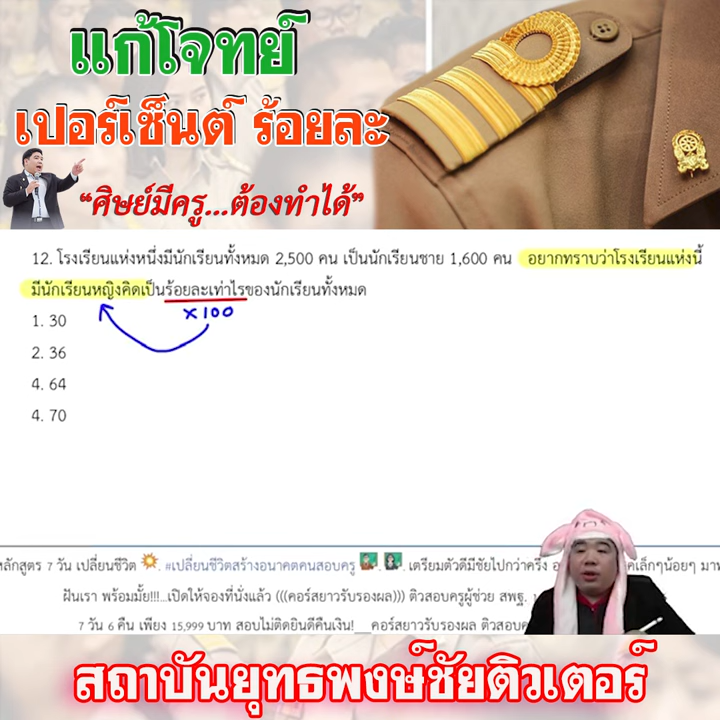 แก้โจทย์
เปอร์เซ็นต์ ร้อยละ
“ศิษย์มีครู...ต้องทำได้”
12. โรงเรียนแห่งหนึ่งมีนักเรียนทั้งหมด 2,500 คน เป็นนักเรียนชาย 1,600 คน อยากทราบว่าโรงเรียนแห่งนี้
มีนักเรียนหญิงคิดเป็นร้อยละเท่าไรของนักเรียนทั้งหมด
x100
1. 30
2. 36
4. 64
4. 70
หลักสูตร 7 วัน เปลี่ยนชีวิต #เปลี่ยนชีวิตสร้างอนาคตคนสอบครู เตรียมตัวดีมีชัยไปกว่าครึ่ง
ฝันเรา พร้อมมั้ย!!!...เปิดให้จองที่นั่งแล้ว (((คอร์สยาวรับรองผล))) ติวสอบครูผู้ช่วย สพฐ.
7 วัน 6 คืน เพียง 15,999 บาท สอบไม่ติดยินดีคืนเงิน!__คอร์สยาวรับรองผล ติวสอบ
สถาบันยุทธพงษ์ชัยติวเตอร์